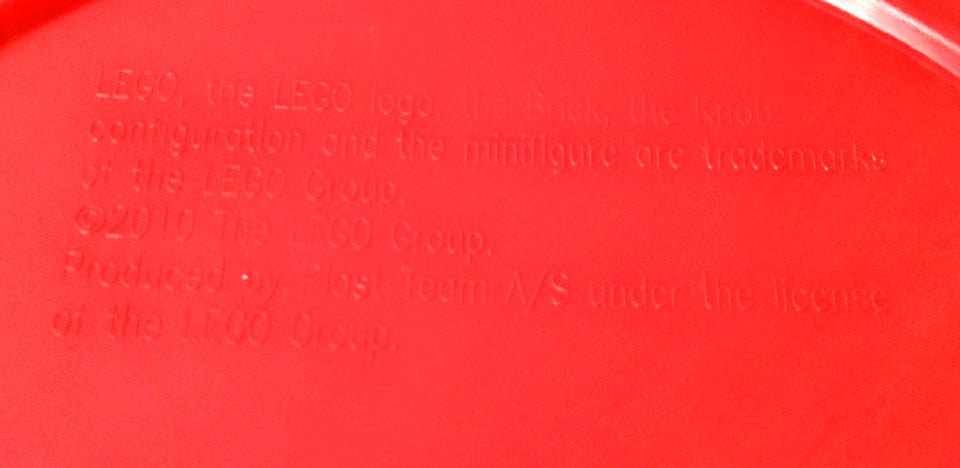 LEGO, the LEGO logo, the Brick, the Knob
configuration and the minifigure are trademarks
of the LEGO Group.
©2010 The LEGO Group.
Produced by Plast Team A/S under the license
of the LEGO Group.